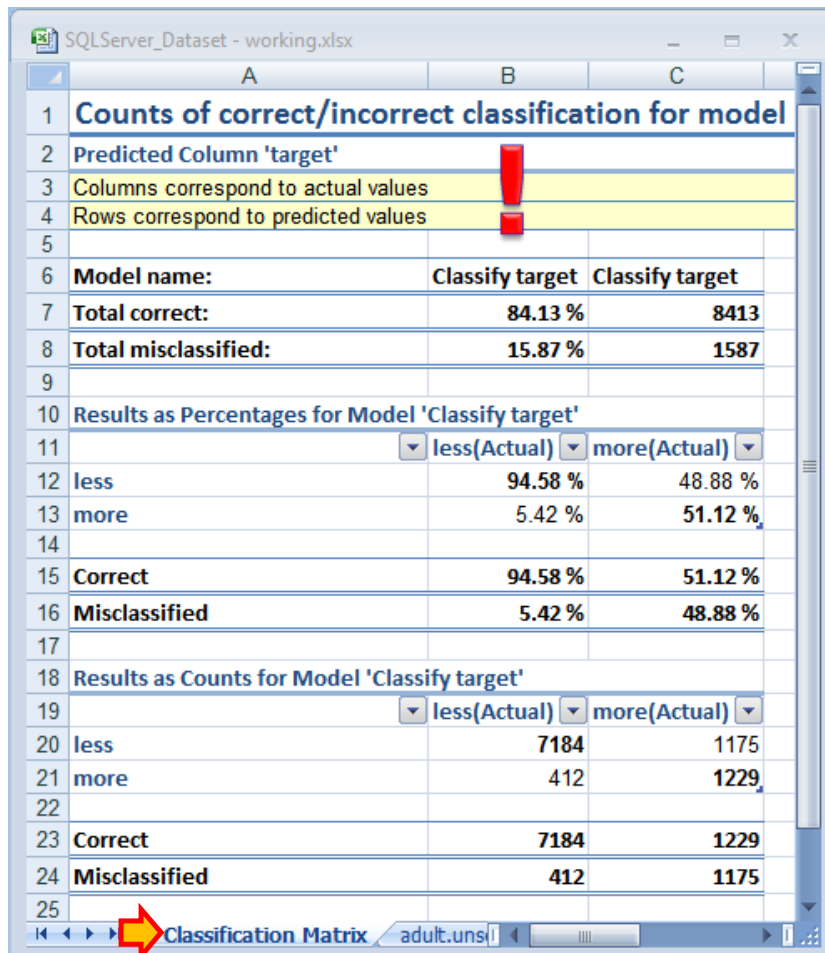 SQLServer_Dataset - working.xlsx
A B C
1 Counts of correct/incorrect classification for model
2 Predicted Column 'target'
3 Columns correspond to actual values
4 Rows correspond to predicted values
5
6 Model name: Classify target Classify target
7 Total correct: 84.13 % 8413
8 Total misclassified: 15.87 % 1587
9
10 Results as Percentages for Model 'Classify target'
11 less(Actual) more(Actual)
12 less 94.58 % 48.88 %
13 more 5.42 % 51.12 %
14
15 Correct 94.58 % 51.12 %
16 Misclassified 5.42 % 48.88 %
17
18 Results as Counts for Model 'Classify target'
19 less(Actual) more(Actual)
20 less 7184 1175
21 more 412 1229
22
23 Correct 7184 1229
24 Misclassified 412 1175
25
Classification Matrix adult.uns